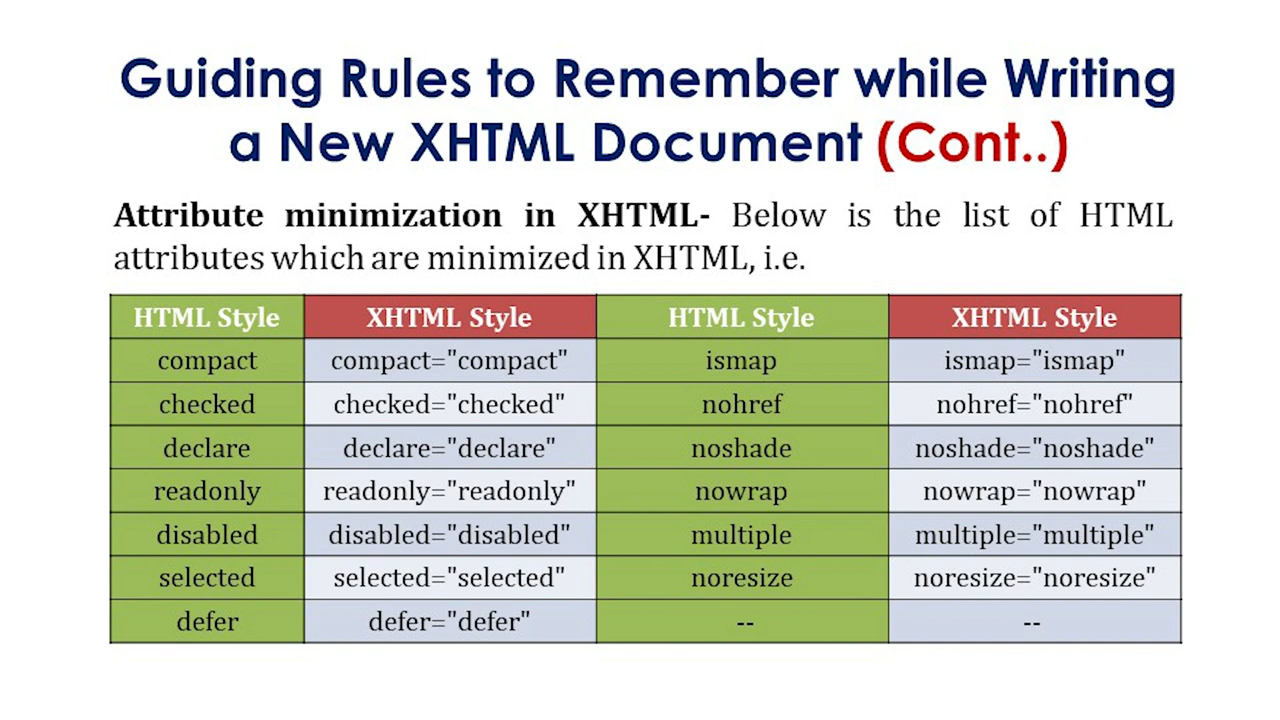 Guiding Rules to Remember while Writing
a New XHTML Document (Cont..)
Attribute minimization in XHTML- Below is the list of HTML
attributes which are minimized in XHTML, i.e.
HTML Style XHTML Style HTML Style XHTML Style
compact compact="compact" ismap ismap="ismap"
checked checked="checked" nohref nohref="nohref"
declare declare="declare" noshade noshade="noshade"
readonly readonly="readonly" nowrap nowrap="nowrap"
disabled disabled="disabled" multiple multiple="multiple"
selected selected="selected" noresize noresize="noresize"
defer defer="defer" -- --